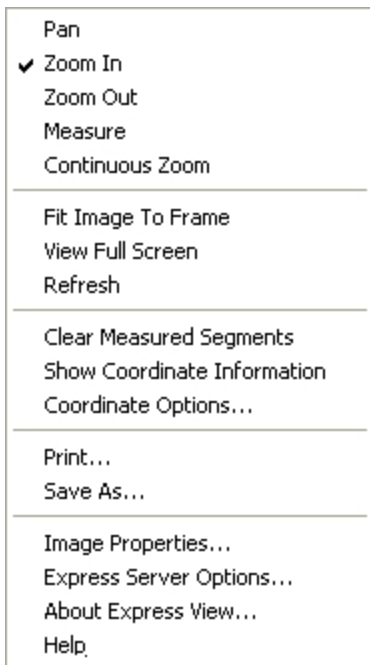 Pan
Zoom In
Zoom Out
Measure
Continuous Zoom
Fit Image To Frame
View Full Screen
Refresh
Clear Measured Segments
Show Coordinate Information
Coordinate Options...
Print...
Save As...
Image Properties...
Express Server Options...
About Express View...
Help